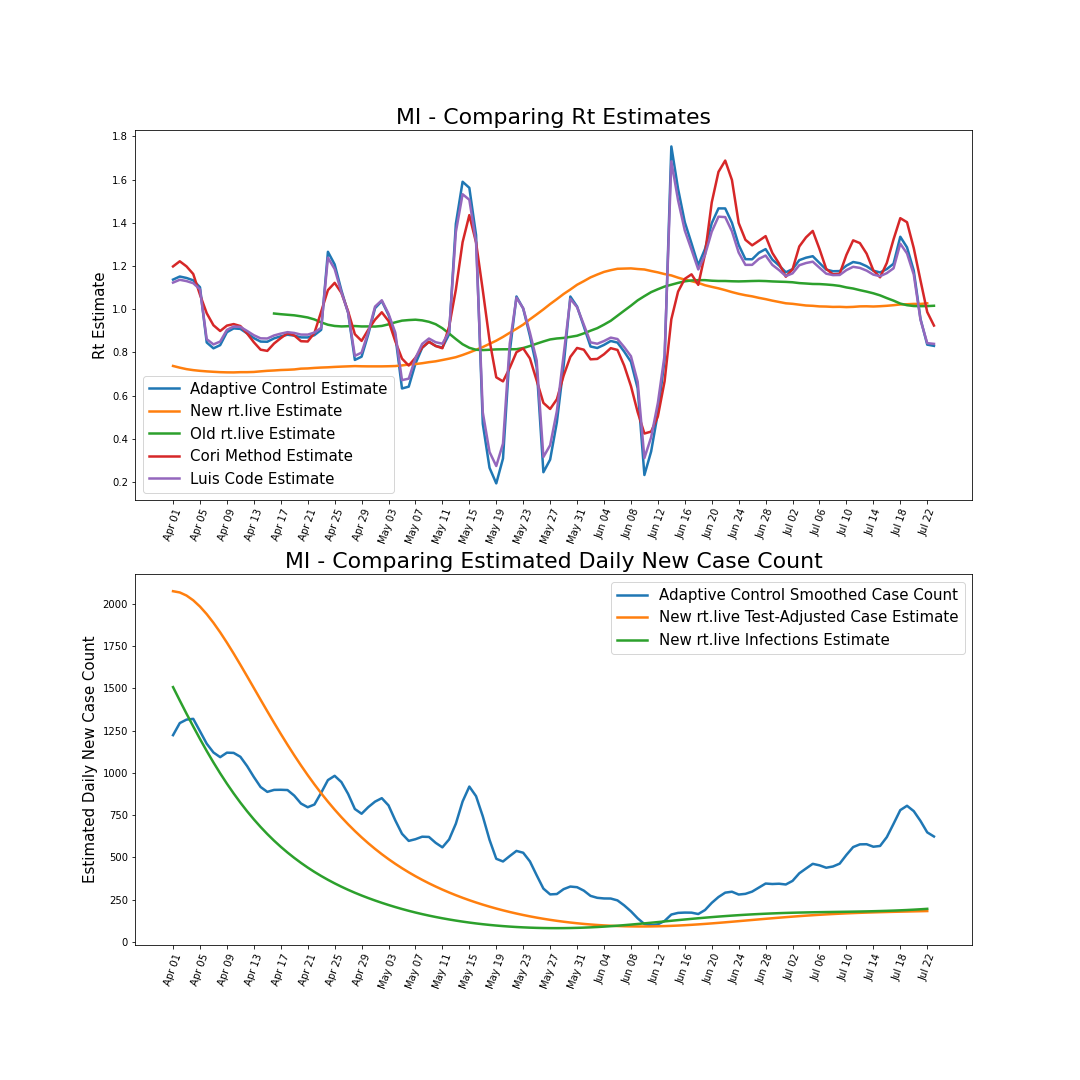 MI - Comparing Rt Estimates
Rt Estimate
1.8
1.6
1.4
1.2
1.0
0.8
0.6
0.4
0.2
Adaptive Control Estimate
New rt.live Estimate
Old rt.live Estimate
Cori Method Estimate
Luis Code Estimate
Apr 01 Apr 05 Apr 09 Apr 13 Apr 17 Apr 21 Apr 25 Apr 29 May 03 May 07 May 11 May 15 May 19 May 23 May 27 May 31 Jun 04 Jun 08 Jun 12 Jun 16 Jun 20 Jun 24 Jun 28 Jul 02 Jul 06 Jul 10 Jul 14 Jul 18 Jul 22
MI - Comparing Estimated Daily New Case Count
Estimated Daily New Case Count
2000
1750
1500
1250
1000
750
500
250
0
Adaptive Control Smoothed Case Count
New rt.live Test-Adjusted Case Estimate
New rt.live Infections Estimate
Apr 01 Apr 05 Apr 09 Apr 13 Apr 17 Apr 21 Apr 25 Apr 29 May 03 May 07 May 11 May 15 May 19 May 23 May 27 May 31 Jun 04 Jun 08 Jun 12 Jun 16 Jun 20 Jun 24 Jun 28 Jul 02 Jul 06 Jul 10 Jul 14 Jul 18 Jul 22